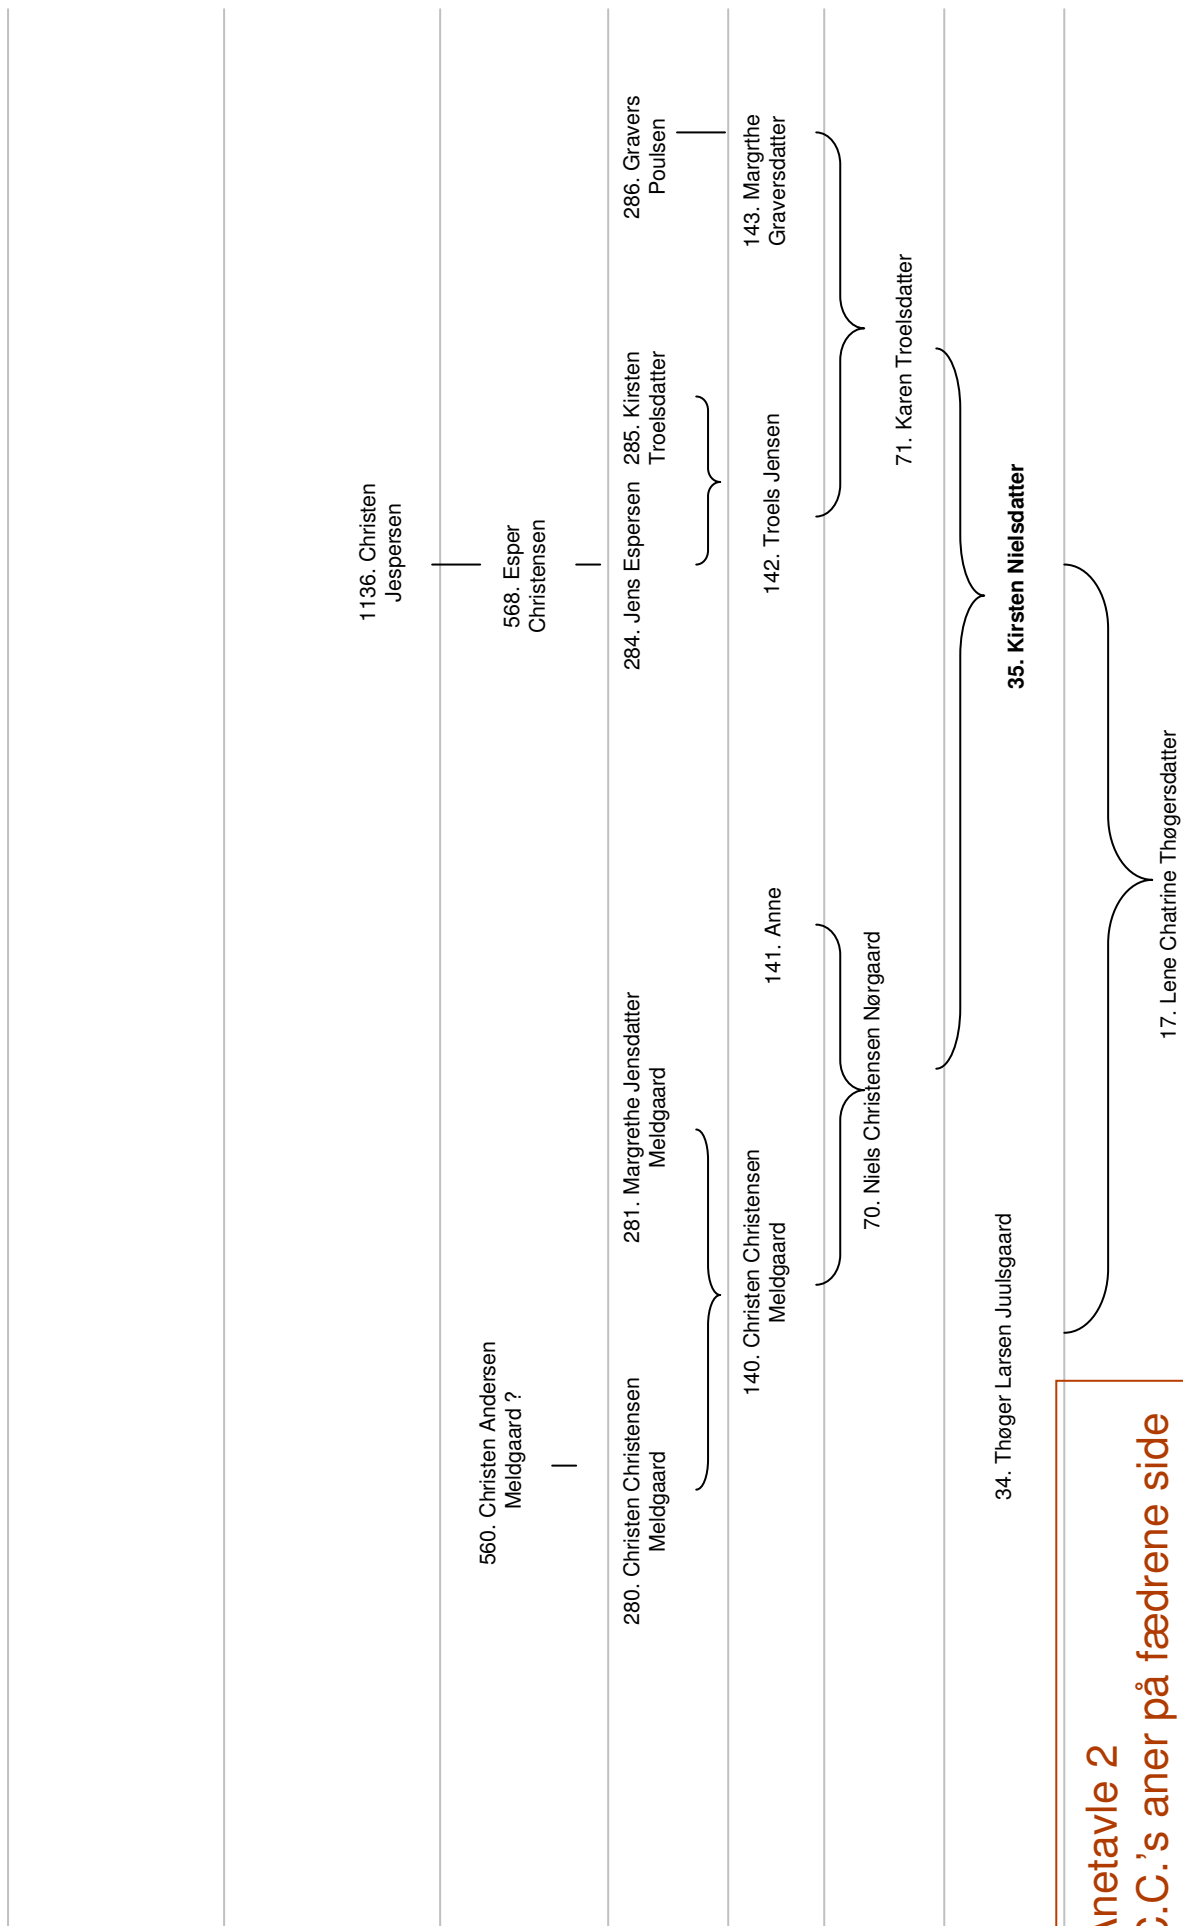 1136. Christen
Jespersen
560. Christen Andersen
Meldgaard ?
568. Esper
Christensen
280. Christen Christensen
Meldgaard
281. Margrethe Jensdatter
Meldgaard
284. Jens Espersen
285. Kirsten
Troelsdatter
286. Gravers
Poulsen
140. Christen Christensen
Meldgaard
141. Anne
142. Troels Jensen
143. Margrthe
Graversdatter
70. Niels Christensen Nørgaard
71. Karen Troelsdatter
34. Thøger Larsen Juulsgaard
35. Kirsten Nielsdatter
17. Lene Chatrine Thøgersdatter
Anetavle 2
C.C.'s aner på fædrene side